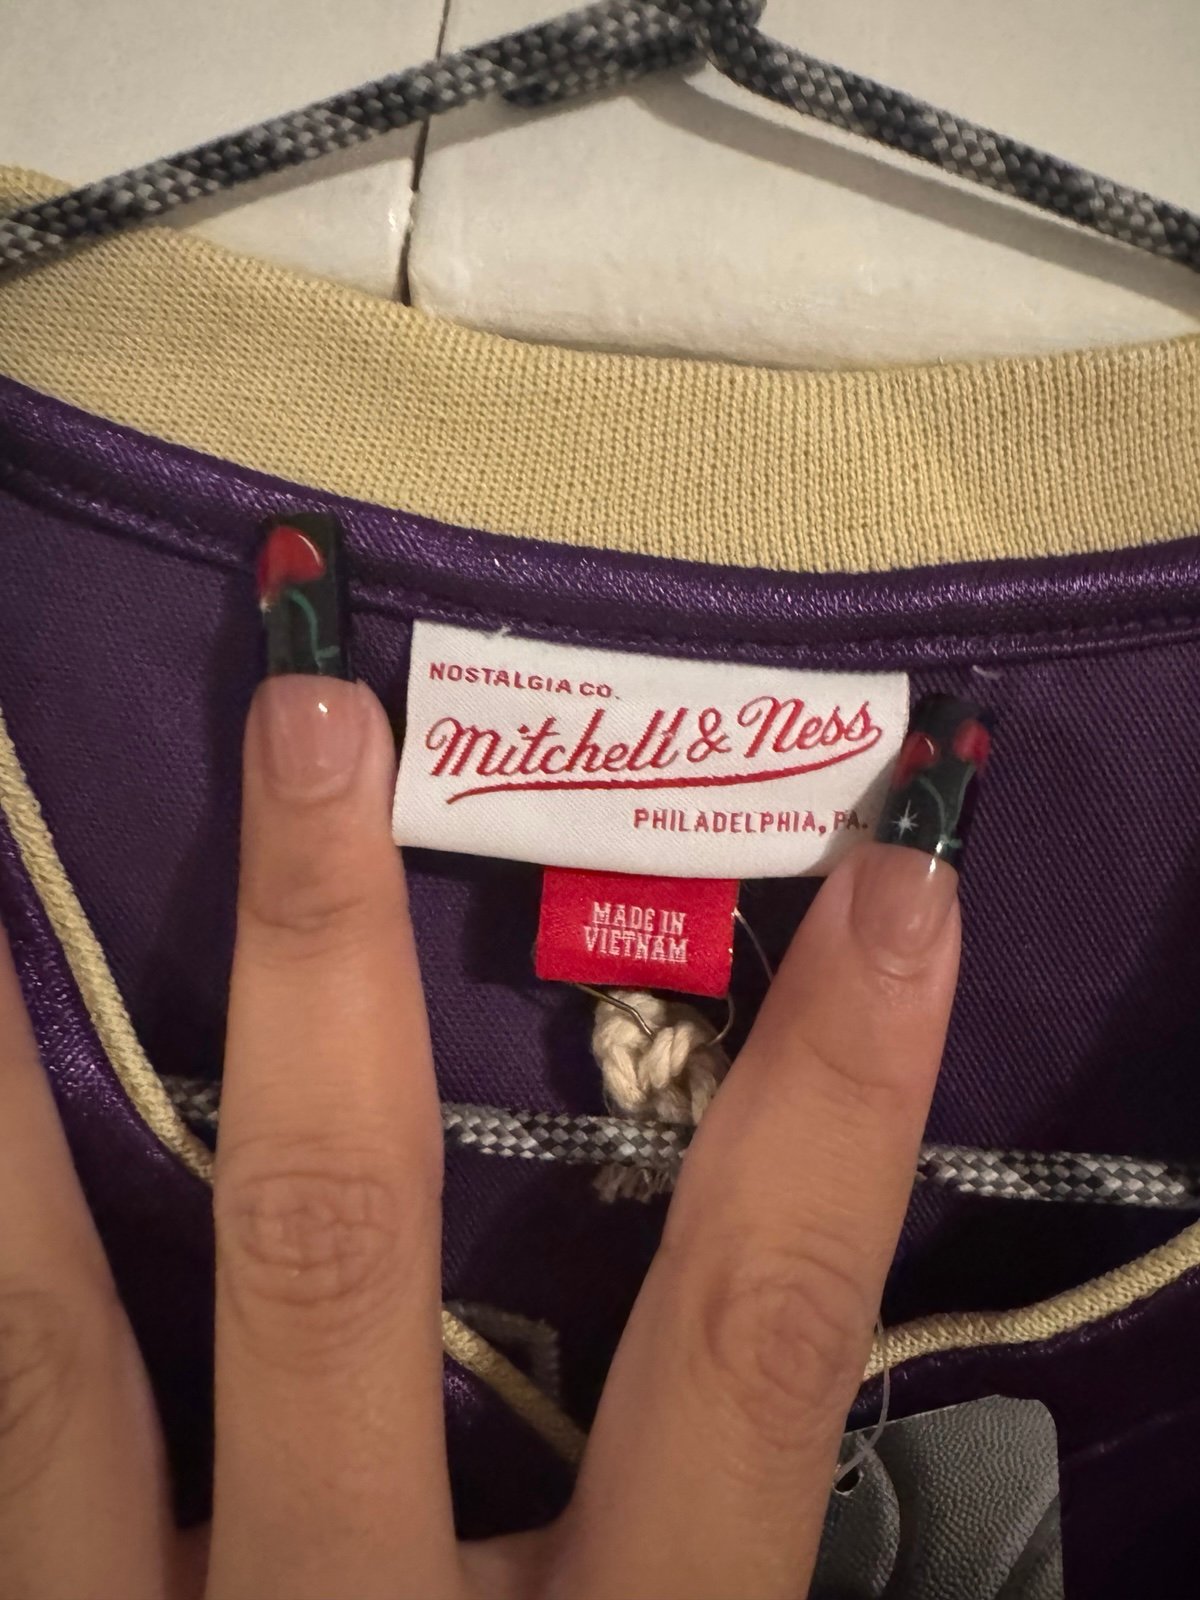 NOSTALGIA CO.
Mitchell & Ness
PHILADELPHIA, PA.
MADE IN
VIETNAM